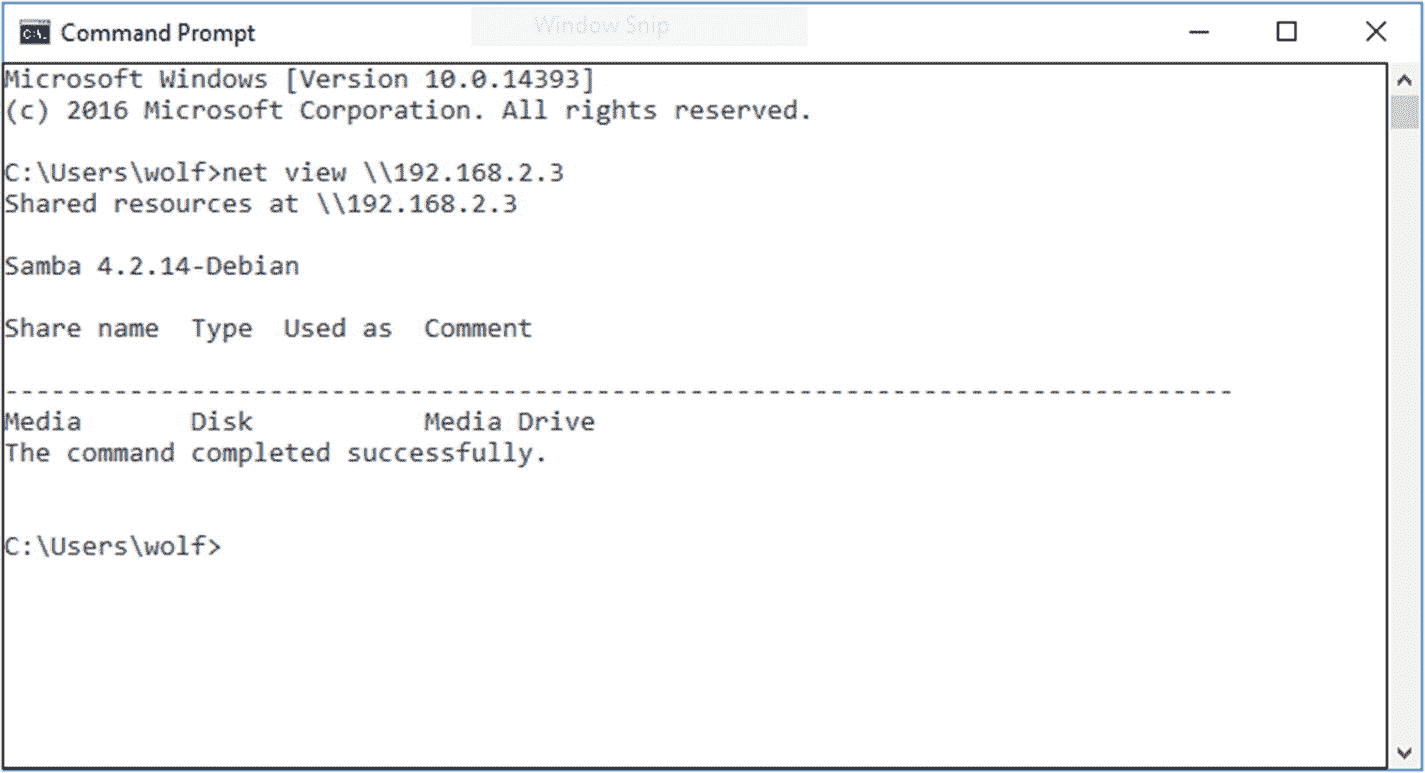 Command Prompt
Window Snip
Microsoft Windows [Version 10.0.14393]
(c) 2016 Microsoft Corporation. All rights reserved.
C:\Users\wolf>net view \\192.168.2.3
Shared resources at \\192.168.2.3
Samba 4.2.14-Debian
Share name  Type  Used as  Comment
-------------------------------------------------------------------------------
Media       Disk           Media Drive
The command completed successfully.
C:\Users\wolf>